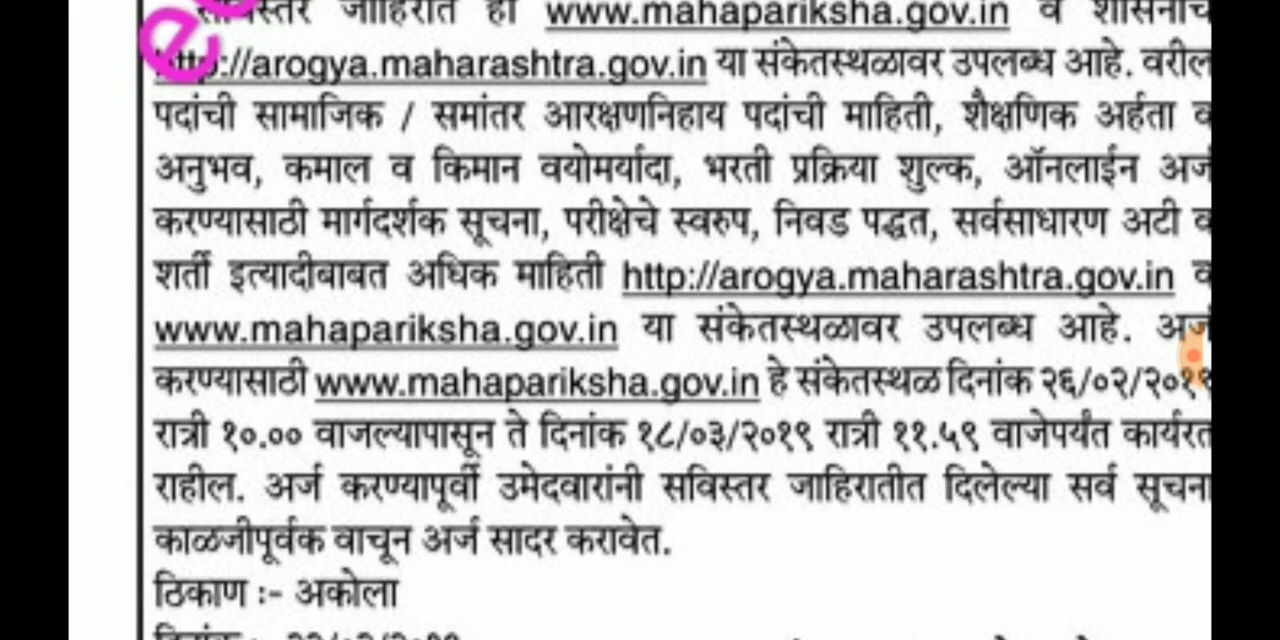 जाहिरात ही www.mahapariksha.gov.in व
http://arogya.maharashtra.gov.in या संकेतस्थळावर उपलब्ध आहे. वरील
पदांची सामाजिक / समांतर आरक्षणनिहाय पदांची माहिती, शैक्षणिक अर्हता व
अनुभव, कमाल व किमान वयोमर्यादा, भरती प्रक्रिया शुल्क, ऑनलाईन अर्ज
करण्यासाठी मार्गदर्शक सूचना, परीक्षेचे स्वरुप, निवड पद्धत, सर्वसाधारण अटी व
शर्ती इत्यादीबाबत अधिक माहिती http://arogya.maharashtra.gov.in व
www.mahapariksha.gov.in या संकेतस्थळावर उपलब्ध आहे. अर्ज
करण्यासाठी www.mahapariksha.gov.in हे संकेतस्थळ दिनांक २६/०२/२०१९
रात्री १०.०० वाजल्यापासून ते दिनांक १८/०३/२०१९ रात्री ११.५९ वाजेपर्यंत कार्यरत
राहील. अर्ज करण्यापूर्वी उमेदवारांनी सविस्तर जाहिरातीत दिलेल्या सर्व सूचना
काळजीपूर्वक वाचून अर्ज सादर करावेत.
ठिकाण :- अकोला